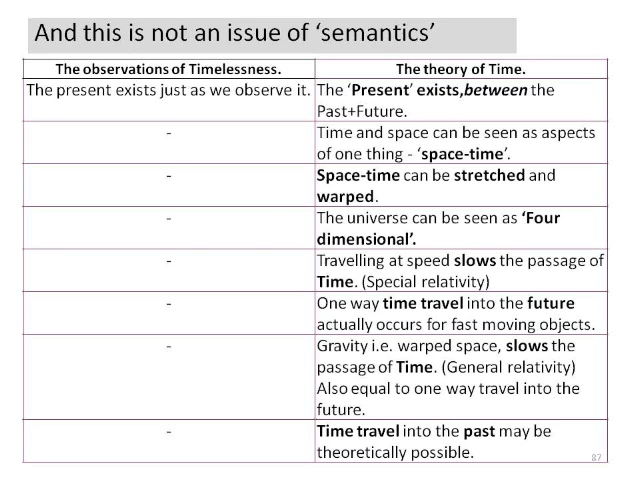 And this is not an issue of ‘semantics’
The observations of Timelessness. The theory of Time.
The present exists just as we observe it. The ‘Present’ exists,between the
Past+Future.
- Time and space can be seen as aspects
of one thing - ‘space-time’.
- Space-time can be stretched and
warped.
- The universe can be seen as ‘Four
dimensional’.
- Travelling at speed slows the passage of
Time. (Special relativity)
- One way time travel into the future
actually occurs for fast moving objects.
- Gravity i.e. warped space, slows the
passage of Time. (General relativity)
Also equal to one way travel into the
future.
- Time travel into the past may be
theoretically possible.
87